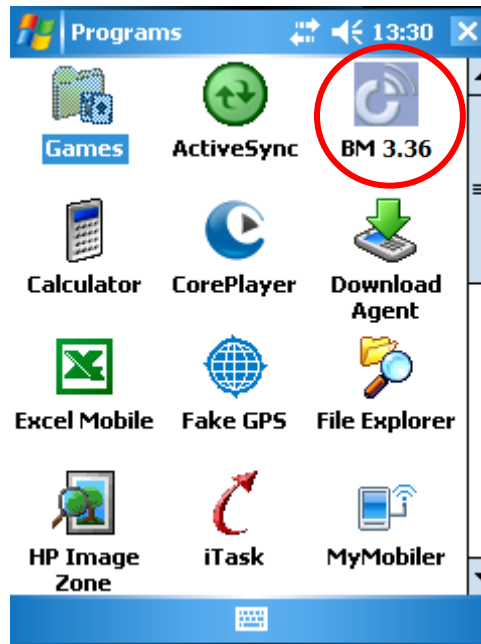 Programs 13:30
Games ActiveSync BM 3.36
Calculator CorePlayer Download
Agent
Excel Mobile Fake GPS File Explorer
HP Image iTask MyMobiler
Zone